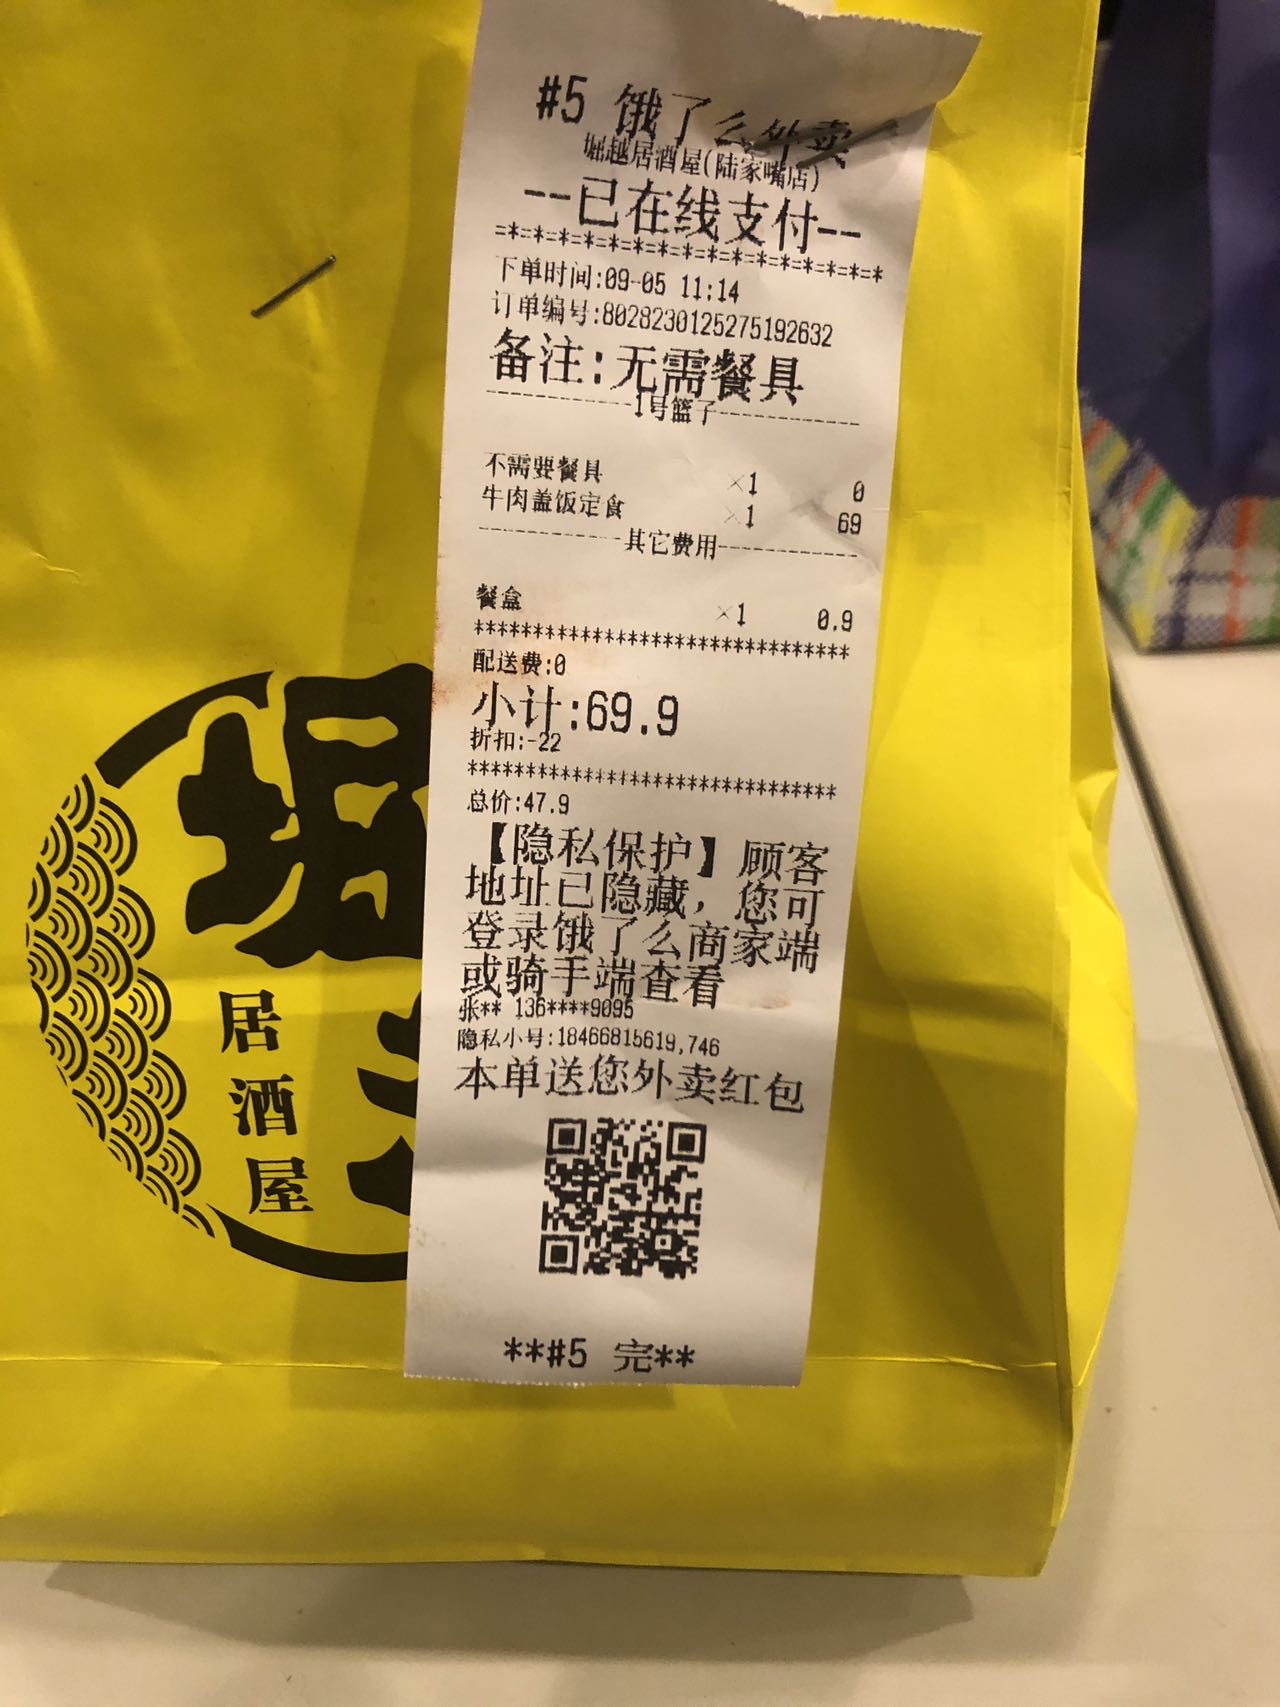 #5 饿了么外卖
堀越居酒屋(陆家嘴店)
--已在线支付--
=*=*=*=*=*=*=*=*=*=*=*=*=*=*=*=*
下单时间:09-05 11:14
订单编号:8028230125275192632
备注:无需餐具
------------1号篮子------------
不需要餐具 ×1 0
牛肉盖饭定食 ×1 69
------------其它费用------------
餐盒 ×1 0.9
********************************
配送费:0
小计:69.9
折扣:-22
********************************
总价:47.9
【隐私保护】顾客
地址已隐藏，您可
登录饿了么商家端
或骑手端查看
张** 136****9095
隐私小号:18466815619,746
本单送您外卖红包
**#5 完**
堀
居酒屋